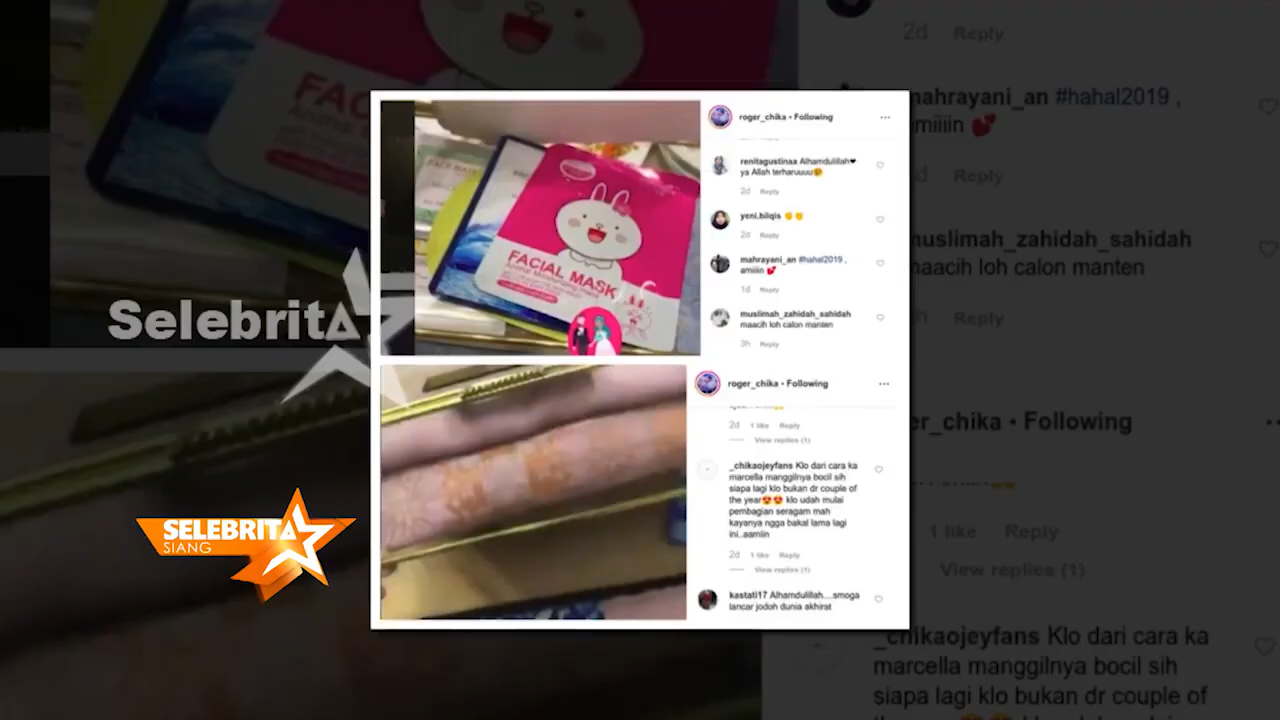 2d Reply
mahrayani_an #hahal2019 ,
amiiin
Reply
muslimah_zahidah_sahidah
maacih loh calon manten
Reply
er_chika • Following
1 like Reply
View replies (1)
_chikaojeyfans Klo dari cara ka
marcella manggilnya bocil sih
siapa lagi klo bukan dr couple of
Selebrita
SELEBRITA
SIANG
FACIAL MASK
roger_chika • Following
renitagustinaa Alhamdulillah❤
ya Allah terharuuuu
2d Reply
yeni.bilqis
2d Reply
mahrayani_an #hahal2019 ,
amiiin
1d Reply
muslimah_zahidah_sahidah
maacih loh calon manten
3h Reply
roger_chika • Following
2d 1 like Reply
View replies (1)
_chikaojeyfans Klo dari cara ka
marcella manggilnya bocil sih
siapa lagi klo bukan dr couple of
the year😍😍 klo udah mulai
pembagian seragam mah
kayanya ngga bakal lama lagi
ini..aamiin
2d 1 like Reply
View replies (1)
kastati17 Alhamdulillah....smoga
lancar jodoh dunia akhirat